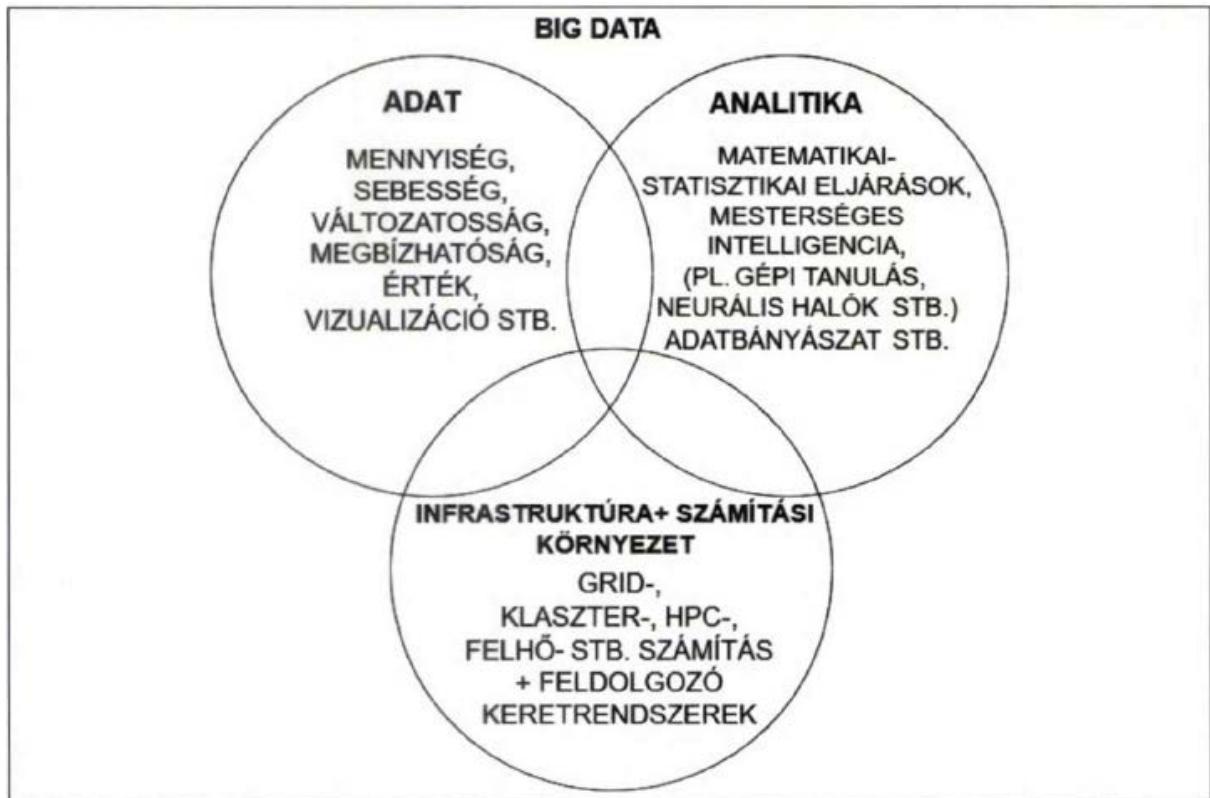 BIG DATA
ADAT
MENNYISÉG,
SEBESSÉG,
VÁLTOZATOSSÁG,
MEGBÍZHATÓSÁG,
ÉRTÉK,
VIZUALIZÁCIÓ STB.
ANALITIKA
MATEMATIKAI-
STATISZTIKAI ELJÁRÁSOK,
MESTERSÉGES
INTELLIGENCIA,
(PL. GÉPI TANULÁS,
NEURÁLIS HALÓK STB.)
ADATBÁNYÁSZAT STB.
INFRASTRUKTÚRA+ SZÁMÍTÁSI
KÖRNYEZET
GRID-,
KLASZTER-, HPC-,
FELHŐ- STB. SZÁMÍTÁS
+ FELDOLGOZÓ
KERETRENDSZEREK